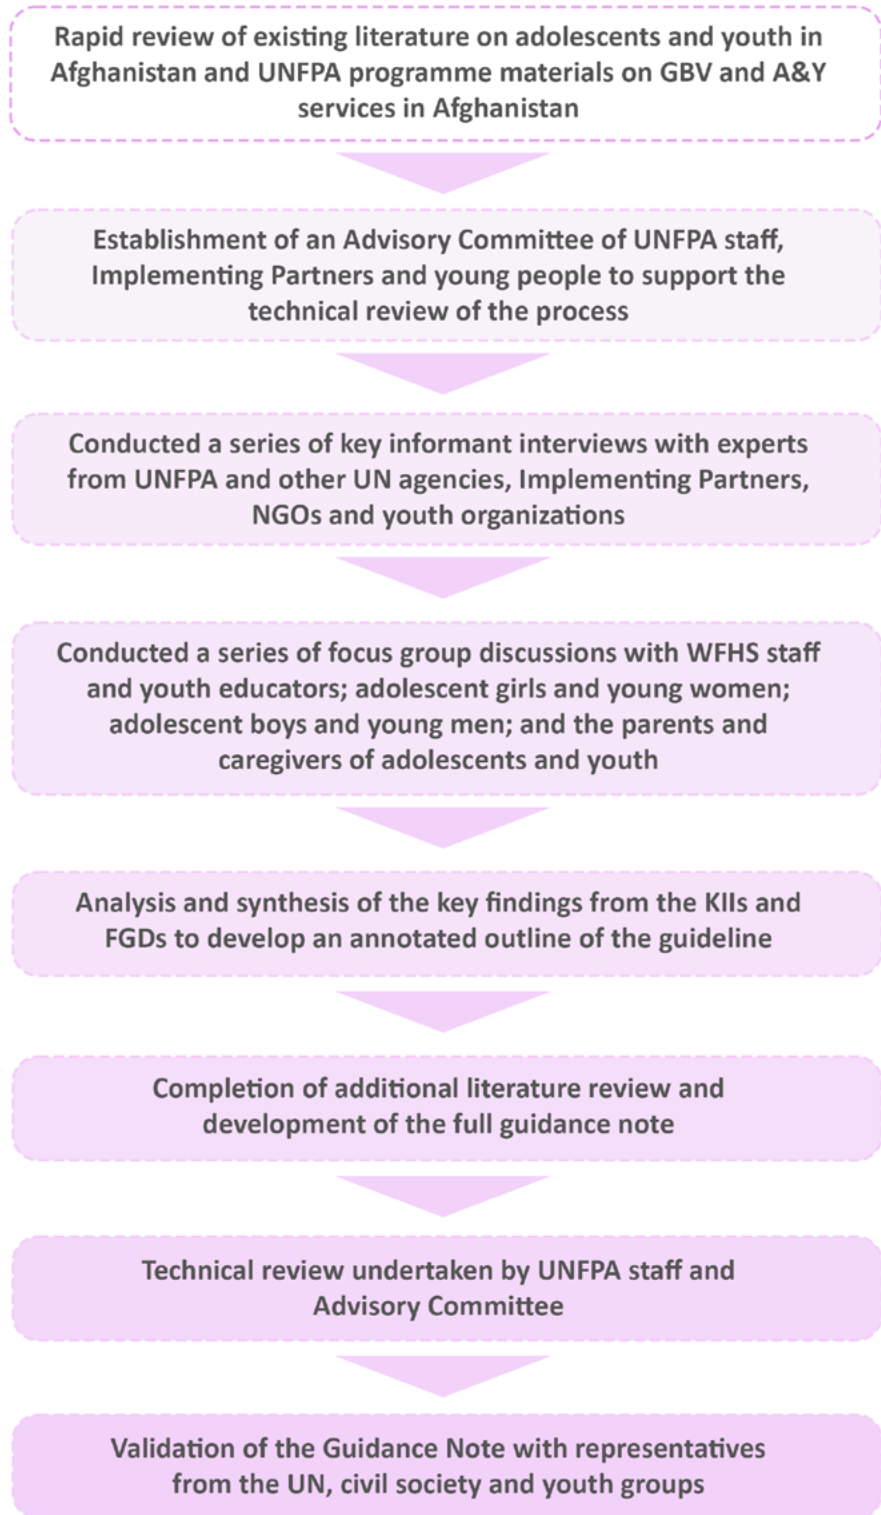 Rapid review of existing literature on adolescents and youth in
Afghanistan and UNFPA programme materials on GBV and A&Y
services in Afghanistan
Establishment of an Advisory Committee of UNFPA staff,
Implementing Partners and young people to support the
technical review of the process
Conducted a series of key informant interviews with experts
from UNFPA and other UN agencies, Implementing Partners,
NGOs and youth organizations
Conducted a series of focus group discussions with WFHS staff
and youth educators; adolescent girls and young women;
adolescent boys and young men; and the parents and
caregivers of adolescents and youth
Analysis and synthesis of the key findings from the KIIs and
FGDs to develop an annotated outline of the guideline
Completion of additional literature review and
development of the full guidance note
Technical review undertaken by UNFPA staff and
Advisory Committee
Validation of the Guidance Note with representatives
from the UN, civil society and youth groups